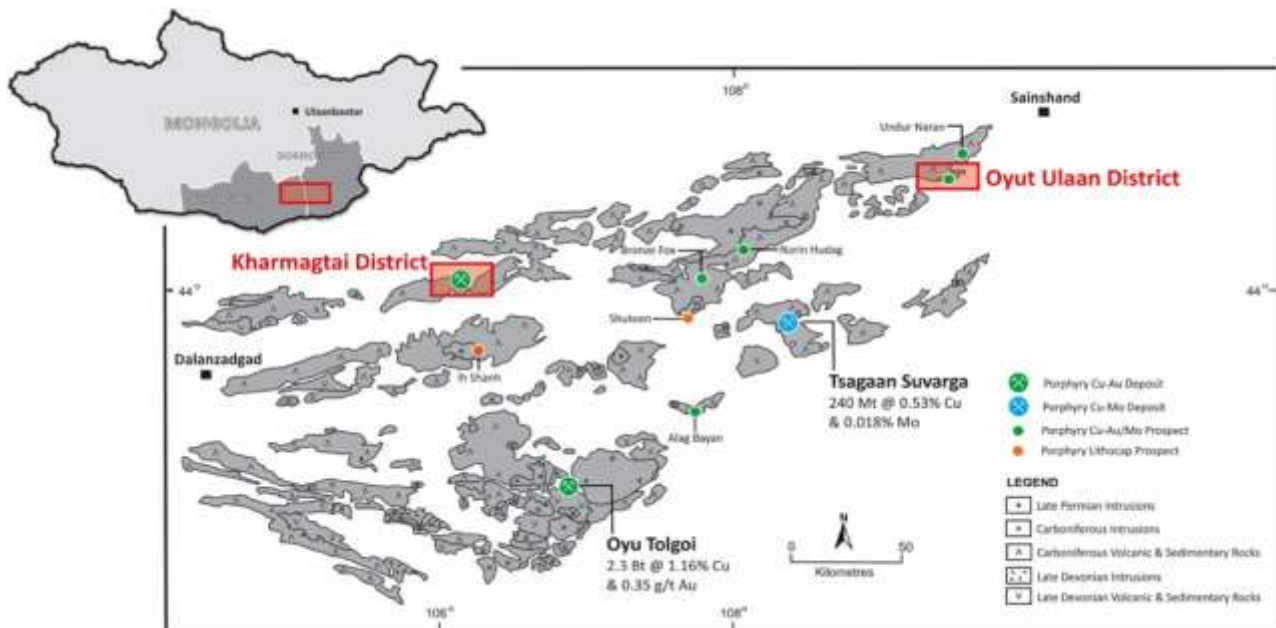 MONGOLIA
Ulaanbaatar
108°
Sainshand
Undur Naran
Oyut Ulaan District
Kharmagtai District
Bronze Fox
Narin Hudag
44°
44°
Shuteen
Dalanzadgad
Ih Shanh
Tsagaan Suvarga
240 Mt @ 0.53% Cu
& 0.018% Mo
Alag Bayan
Oyu Tolgoi
2.3 Bt @ 1.16% Cu
& 0.35 g/t Au
N
0 50
Kilometres
106°
108°
Porphyry Cu-Au Deposit
Porphyry Cu-Mo Deposit
Porphyry Cu-Au/Mo Prospect
Porphyry Lithocap Prospect
LEGEND
Late Permian Intrusions
Carboniferous Intrusions
Carboniferous Volcanic & Sedimentary Rocks
Late Devonian Intrusions
Late Devonian Volcanic & Sedimentary Rocks